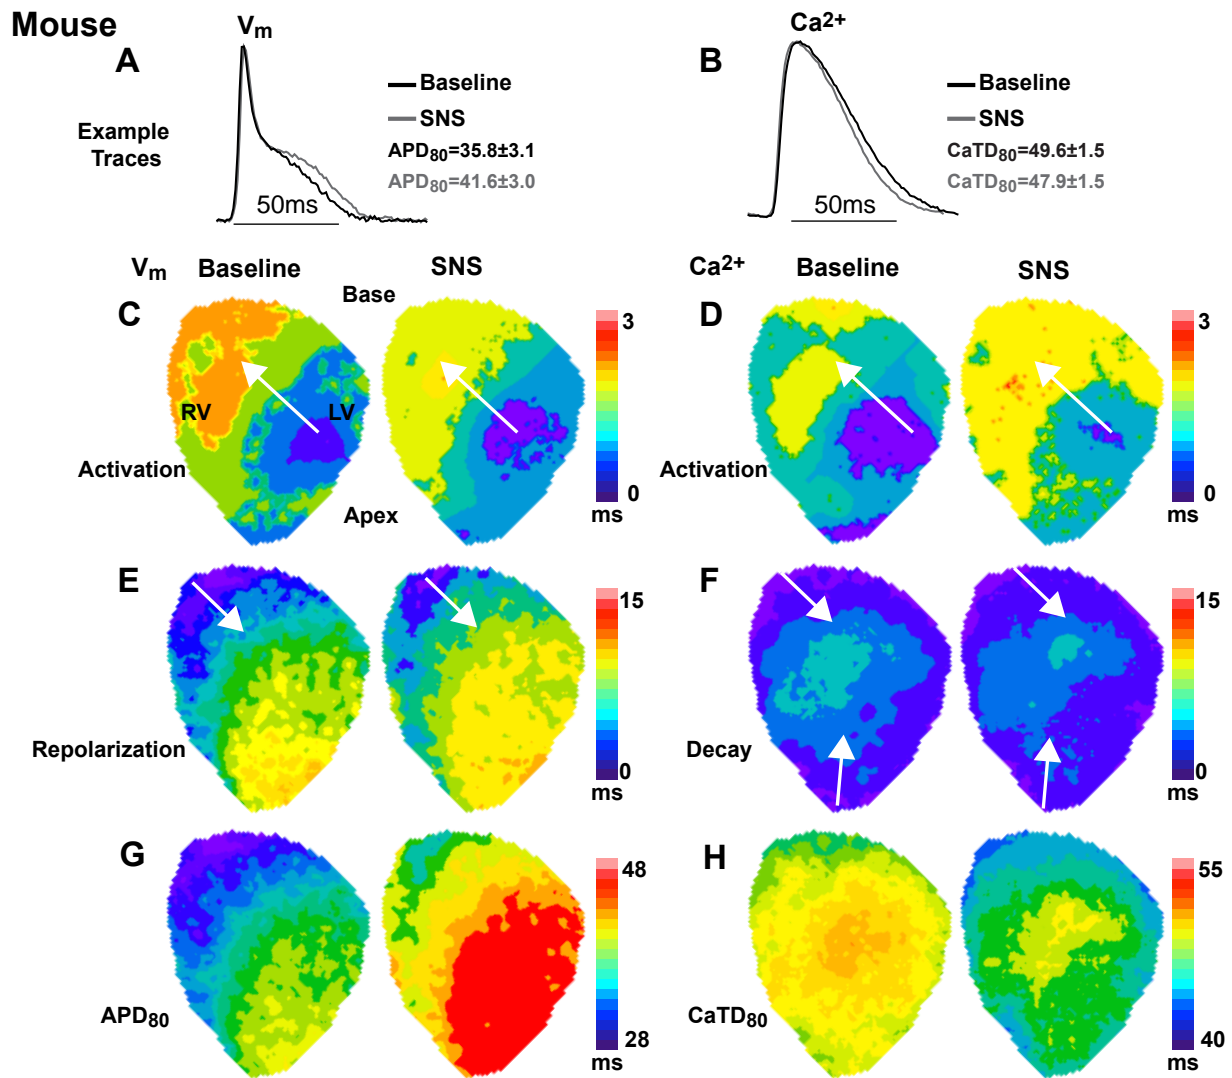 Mouse
Vm
Ca2+
A
B
Baseline
SNS
APD80=35.8±3.1
APD80=41.6±3.0
Example
Traces
50ms
Baseline
SNS
CaTD80=49.6±1.5
CaTD80=47.9±1.5
50ms
Vm
Baseline
SNS
Ca2+
Baseline
SNS
C
Base
RV
LV
Activation
Apex
3
0
ms
D
Activation
3
0
ms
E
Repolarization
15
0
ms
F
Decay
15
0
ms
G
APD80
48
28
ms
H
CaTD80
55
40
ms